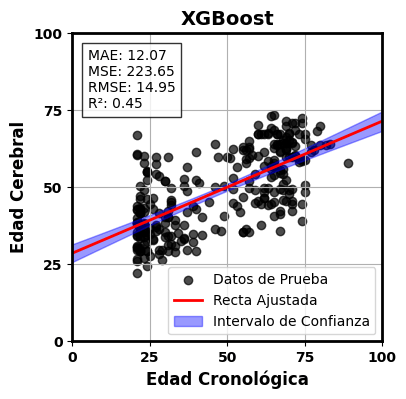 XGBoost
100
75
50
25
0
Edad Cerebral
MAE: 12.07
MSE: 223.65
RMSE: 14.95
R²: 0.45
Datos de Prueba
Recta Ajustada
Intervalo de Confianza
0 25 50 75 100
Edad Cronológica